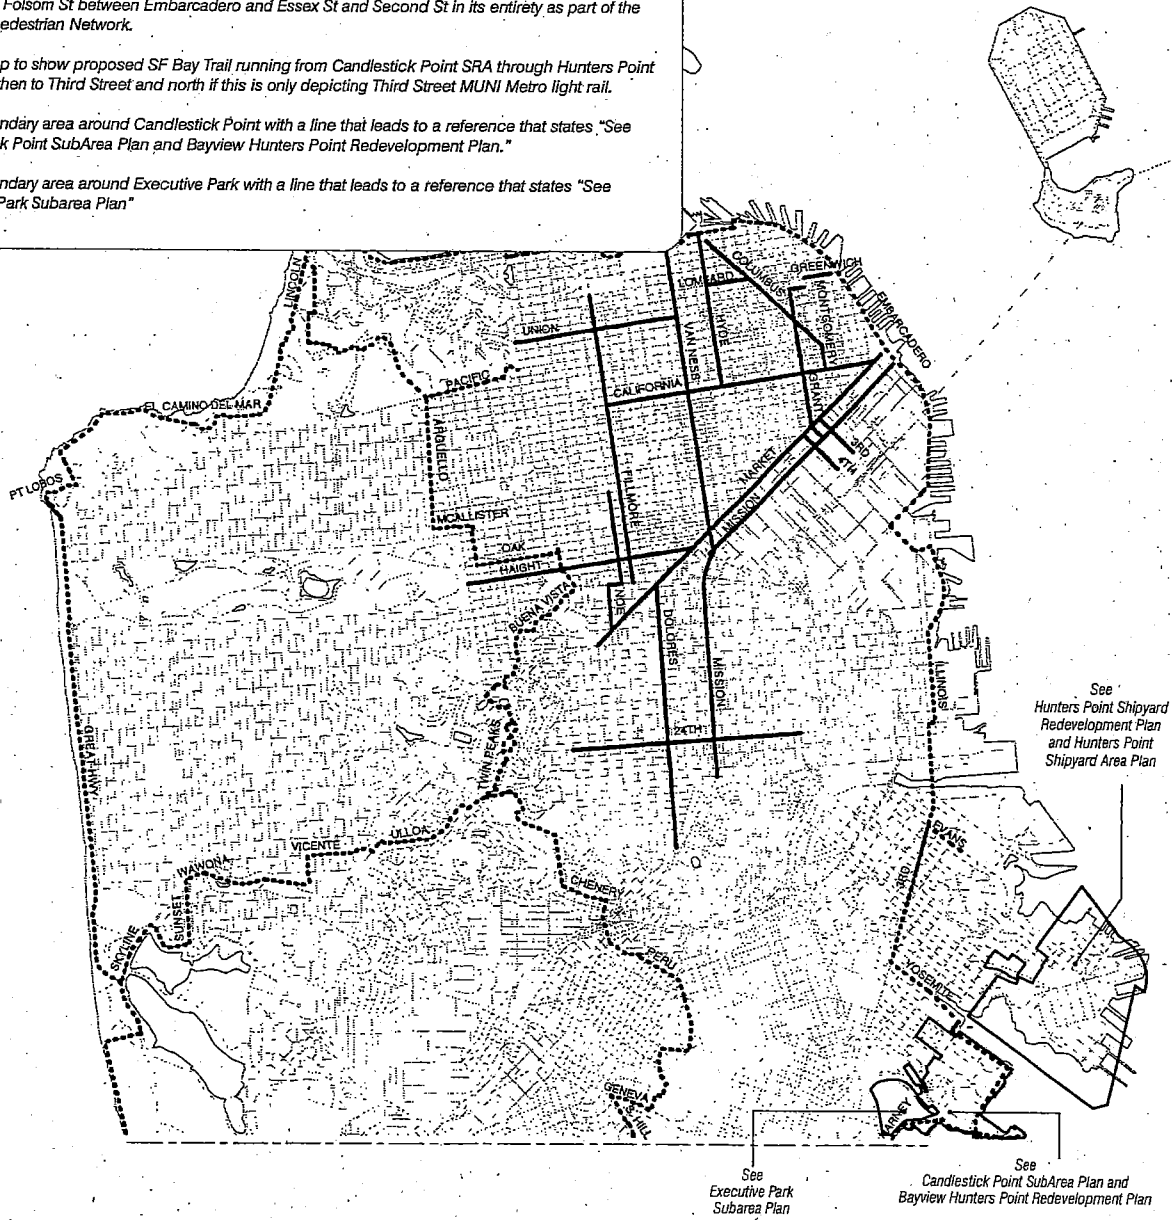 Folsom St between Embarcadero and Essex St and Second St in its entirety as part of the
edestrian Network.
p to show proposed SF Bay Trail running from Candlestick Point SRA through Hunters Point
hen to Third Street and north if this is only depicting Third Street MUNI Metro light rail.
ndary area around Candlestick Point with a line that leads to a reference that states "See
k Point SubArea Plan and Bayview Hunters Point Redevelopment Plan."
ndary area around Executive Park with a line that leads to a reference that states "See
Park Subarea Plan"
LINCOLN
LOMBARD
COLUMBUS
GREENWICH
MONTGOMERY
EMBARCADERO
UNION
VAN NESS
HYDE
PACIFIC
CALIFORNIA
GRANT
EL CAMINO DEL MAR
ARGUELLO
3RD
4TH
MARKET
PT LOBOS
FILLMORE
MISSION
MCALLISTER
OAK
HAIGHT
BUENA VISTA
NOE
DOLORES
MISSION
ILLINOIS
TWIN PEAKS
24TH
GREAT HWY
See
Hunters Point Shipyard
Redevelopment Plan
and Hunters Point
Shipyard Area Plan
ULLOA
VICENTE
WAWONA
EVANS
3RD
CHENERY
SUNSET
SKYLINE
PERU
YOSEMITE
GENEVA
HARNEY
See
Executive Park
Subarea Plan
See
Candlestick Point SubArea Plan and
Bayview Hunters Point Redevelopment Plan